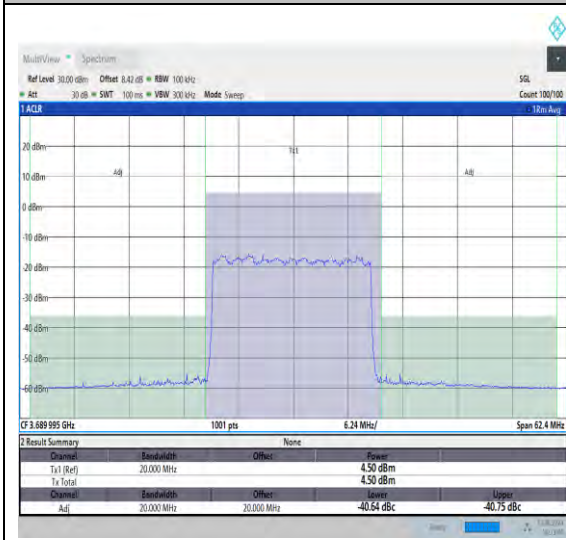 MultiView Spectrum
Ref Level 30.00 dBm Offset 8.42 dB RBW 100 kHz SGL
Att 30 dB SWT 100 ms VBW 300 kHz Mode Sweep Count 100/100
1 ACLR 1Rm Avg
Tx1
20 dBm
Adj Adj
10 dBm
0 dBm
-10 dBm
-20 dBm
-30 dBm
-40 dBm
-50 dBm
-60 dBm
CF 3.689 995 GHz 1001 pts 6.24 MHz/ Span 62.4 MHz
2 Result Summary None
Channel Bandwidth Offset Power
Tx1 (Ref) 20.000 MHz 4.50 dBm
Tx Total 4.50 dBm
Channel Bandwidth Offset Lower Upper
Adj 20.000 MHz 20.000 MHz -40.64 dBc -40.75 dBc